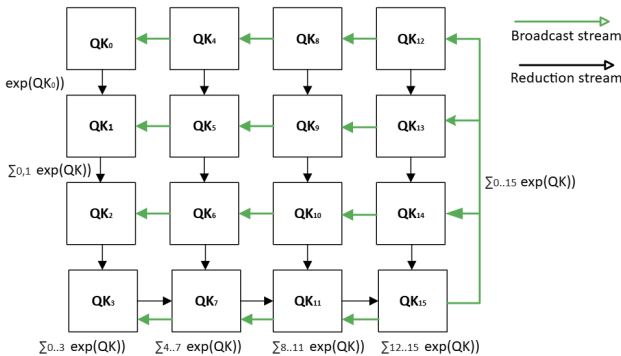 QK₀ QK₄ QK₈ QK₁₂
Broadcast stream
Reduction stream
exp(QK₀)
QK1 QK₅ QK₉ QK₁₃
∑0,1 exp(QK))
∑0..15 exp(QK))
QK₂ QK₆ QK₁₀ QK₁₄
QK₃ QK₇ QK₁₁ QK₁₅
∑0..3 exp(QK)) ∑4..7 exp(QK)) ∑8..11 exp(QK)) ∑12..15 exp(QK))